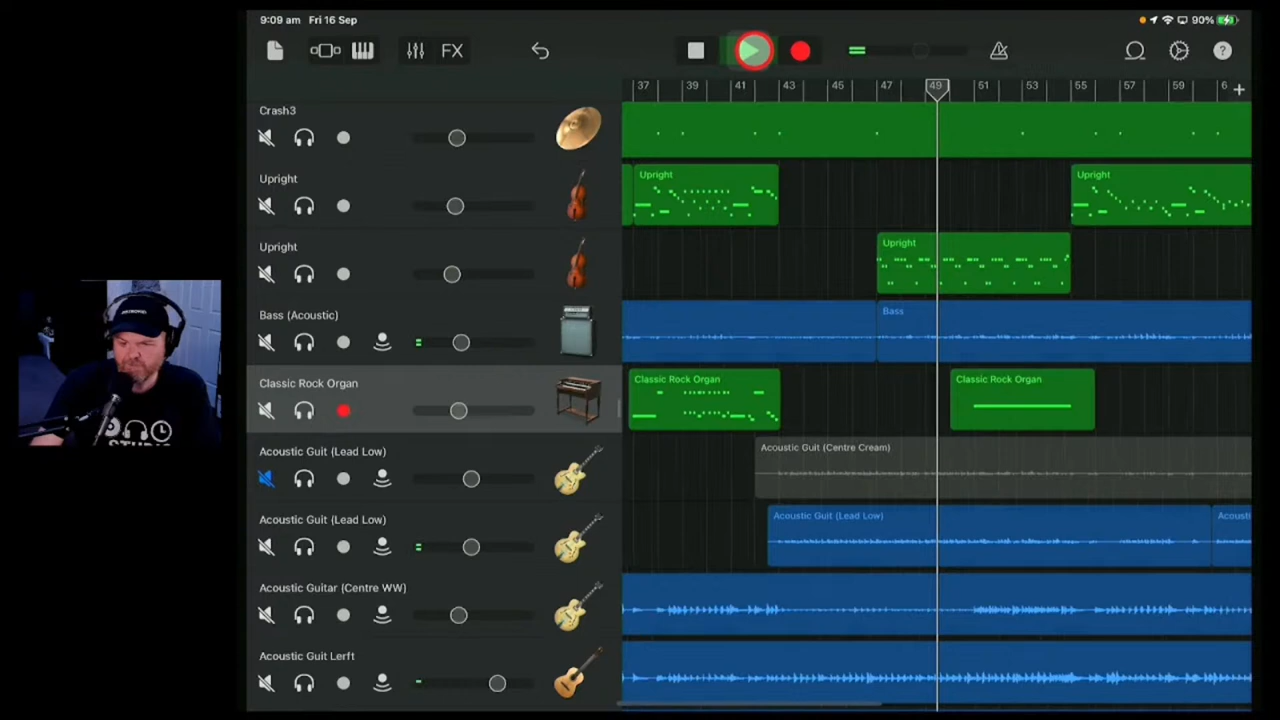 9:09 am Fri 16 Sep
90%
FX
?
37 39 41 43 45 47 49 51 53 55 57 59 6
Crash3
Upright
Upright
Upright
Upright
Upright
Bass (Acoustic)
Bass
Classic Rock Organ
Classic Rock Organ
Classic Rock Organ
Acoustic Guit (Lead Low)
Acoustic Guit (Centre Cream)
Acoustic Guit (Lead Low)
Acoustic Guit (Lead Low)
Acousti
Acoustic Guitar (Centre WW)
Acoustic Guit Lerft